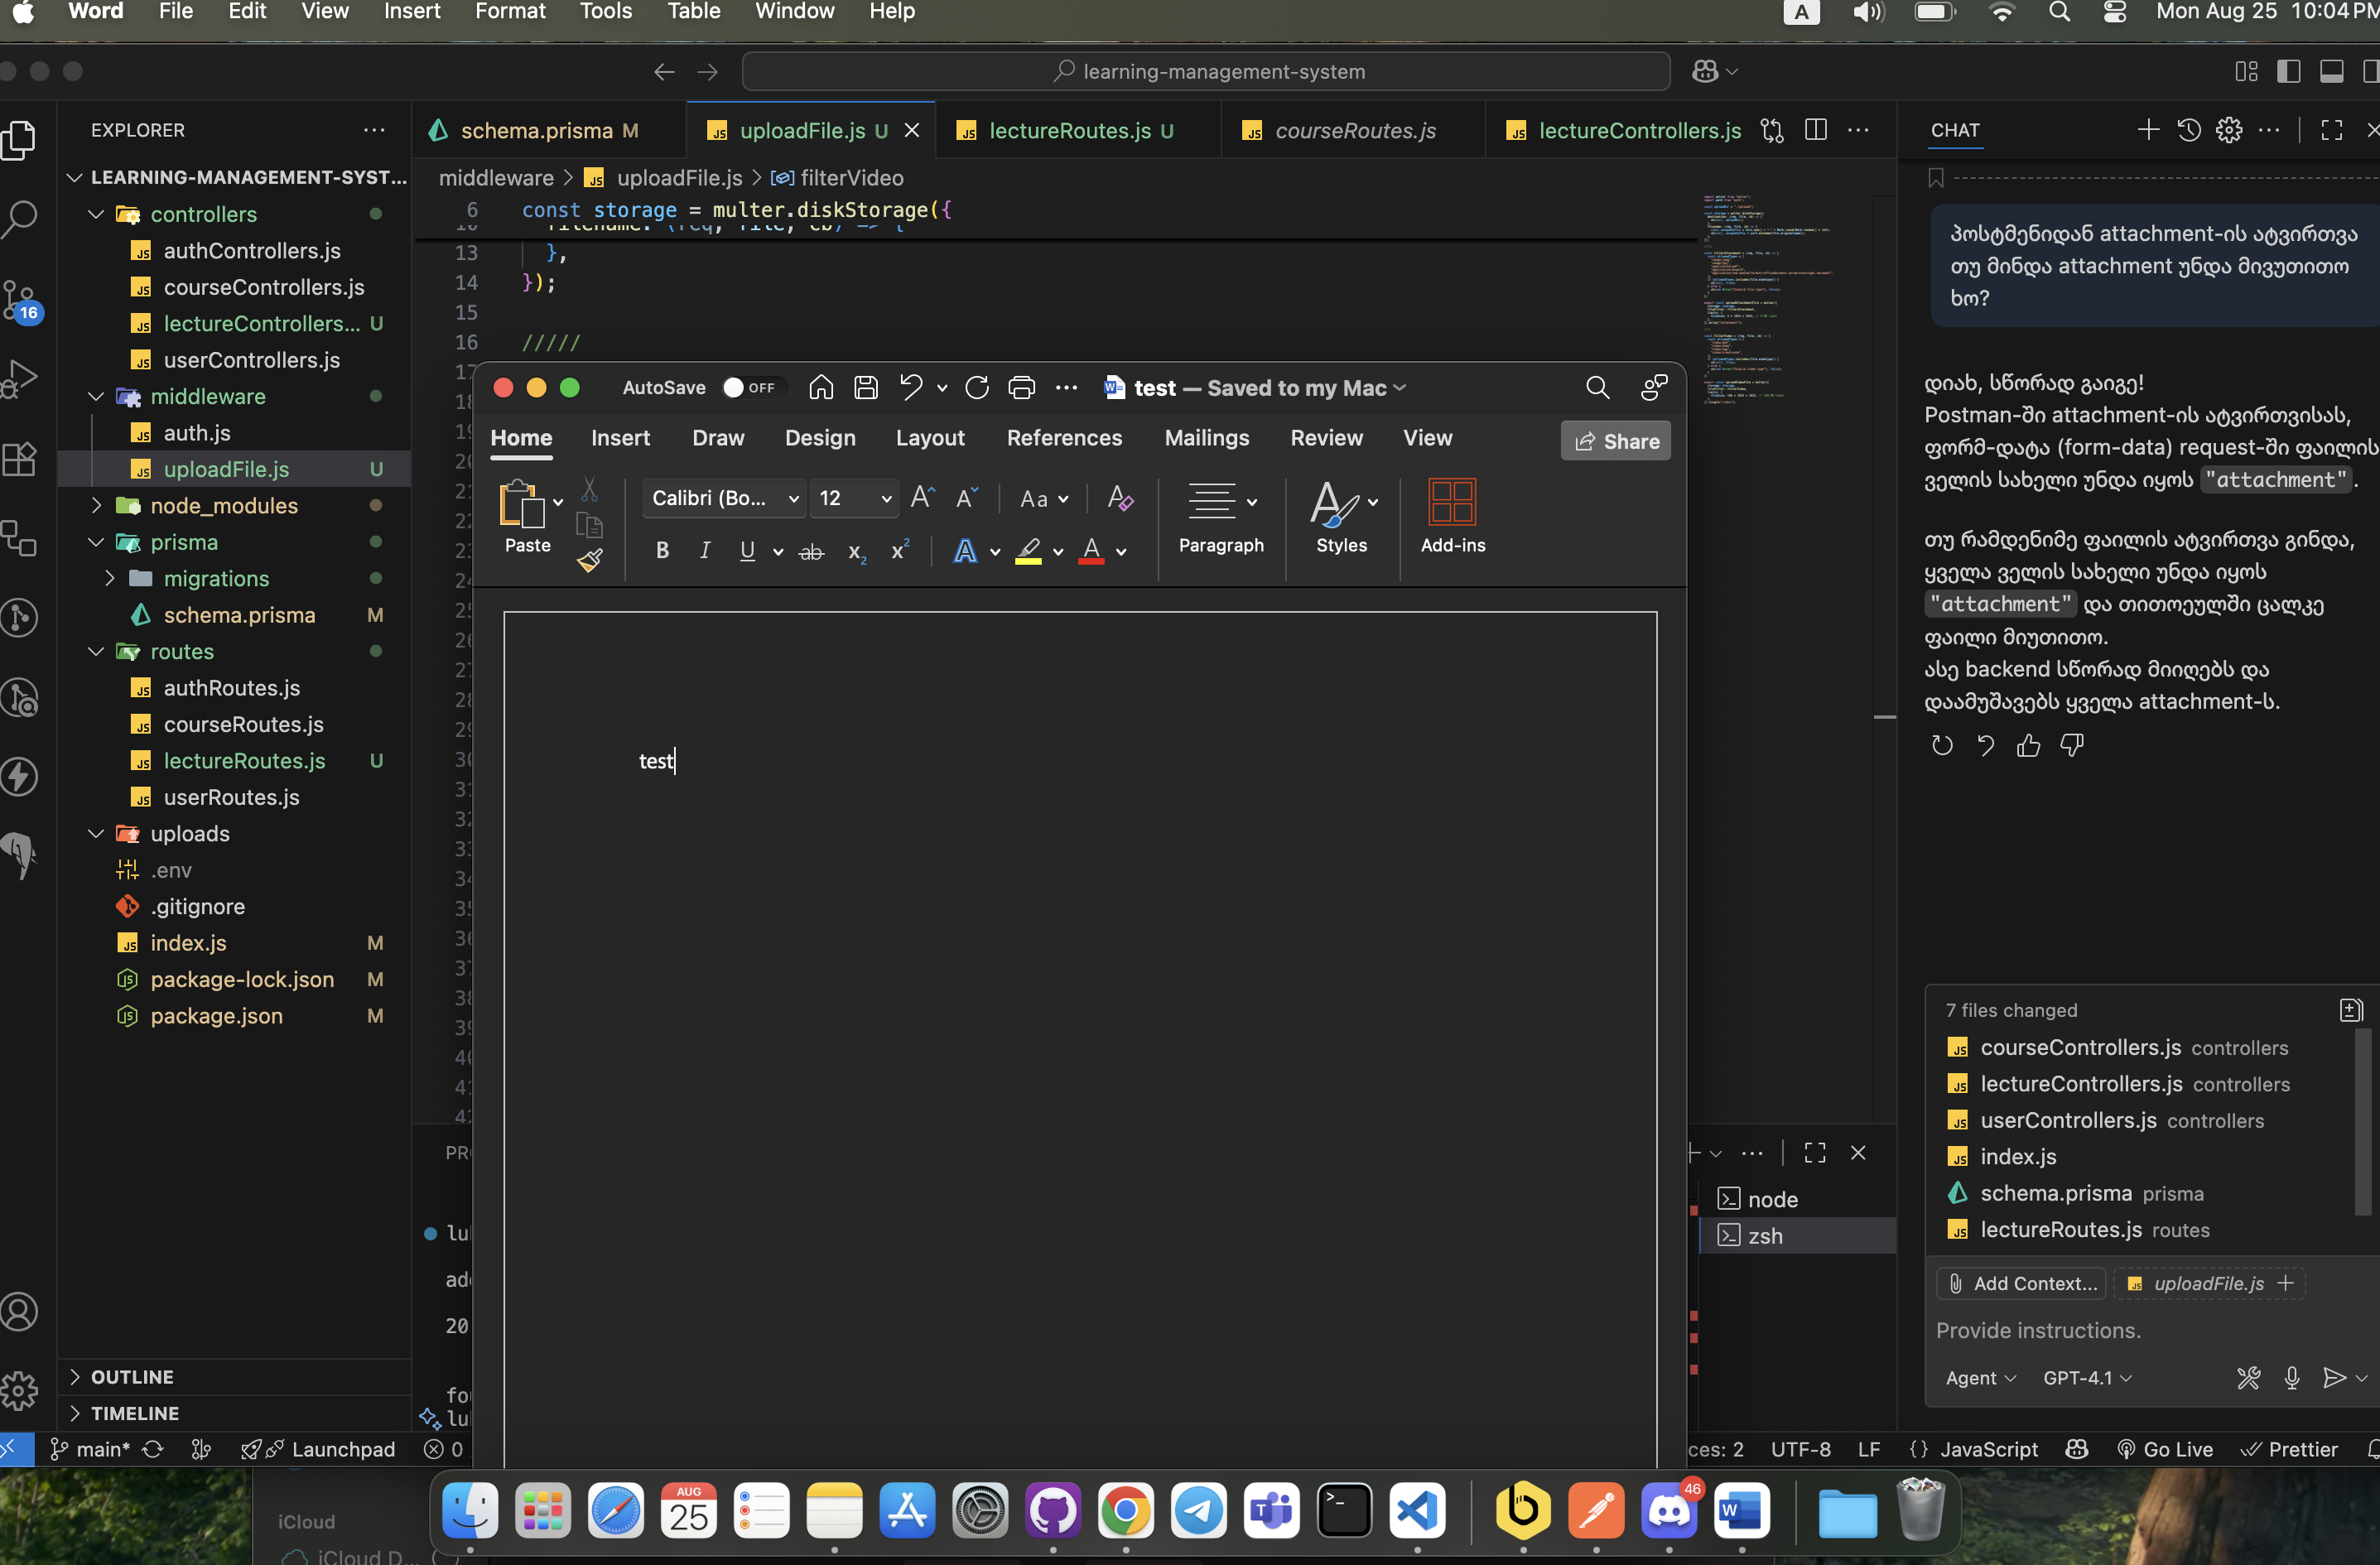 Word File Edit View Insert Format Tools Table Window Help A Mon Aug 25 10:04 PM
learning-management-system
EXPLORER
LEARNING-MANAGEMENT-SYST...
controllers
authControllers.js
courseControllers.js
lectureControllers... U
userControllers.js
middleware
auth.js
uploadFile.js U
node_modules
prisma
migrations
schema.prisma M
routes
authRoutes.js
courseRoutes.js
lectureRoutes.js U
userRoutes.js
uploads
.env
.gitignore
index.js M
package-lock.json M
package.json M
OUTLINE
TIMELINE
16
schema.prisma M uploadFile.js U lectureRoutes.js U courseRoutes.js lectureControllers.js
middleware > uploadFile.js > filterVideo
6 const storage = multer.diskStorage({
13 },
14 });
15
16 /////
AutoSave OFF test — Saved to my Mac
Home Insert Draw Design Layout References Mailings Review View Share
Paste Calibri (Bo... 12 Aa Paragraph Styles Add-ins
B I U ab x₂ x² A A
test
node
zsh
CHAT
პოსტმენიდან attachment-ის ატვირთვა
თუ მინდა attachment უნდა მივუთითო
ხო?
დიახ, სწორად გაიგე!
Postman-ში attachment-ის ატვირთვისას,
ფორმ-დატა (form-data) request-ში ფაილის
ველის სახელი უნდა იყოს "attachment".
თუ რამდენიმე ფაილის ატვირთვა გინდა,
ყველა ველის სახელი უნდა იყოს
"attachment" და თითოეულში ცალკე
ფაილი მიუთითო.
ასე backend სწორად მიიღებს და
დაამუშავებს ყველა attachment-ს.
7 files changed
courseControllers.js controllers
lectureControllers.js controllers
userControllers.js controllers
index.js
schema.prisma prisma
lectureRoutes.js routes
Add Context... uploadFile.js
Provide instructions.
Agent GPT-4.1
main* Launchpad 0 ces: 2 UTF-8 LF {} JavaScript Go Live Prettier
iCloud
AUG
25
46